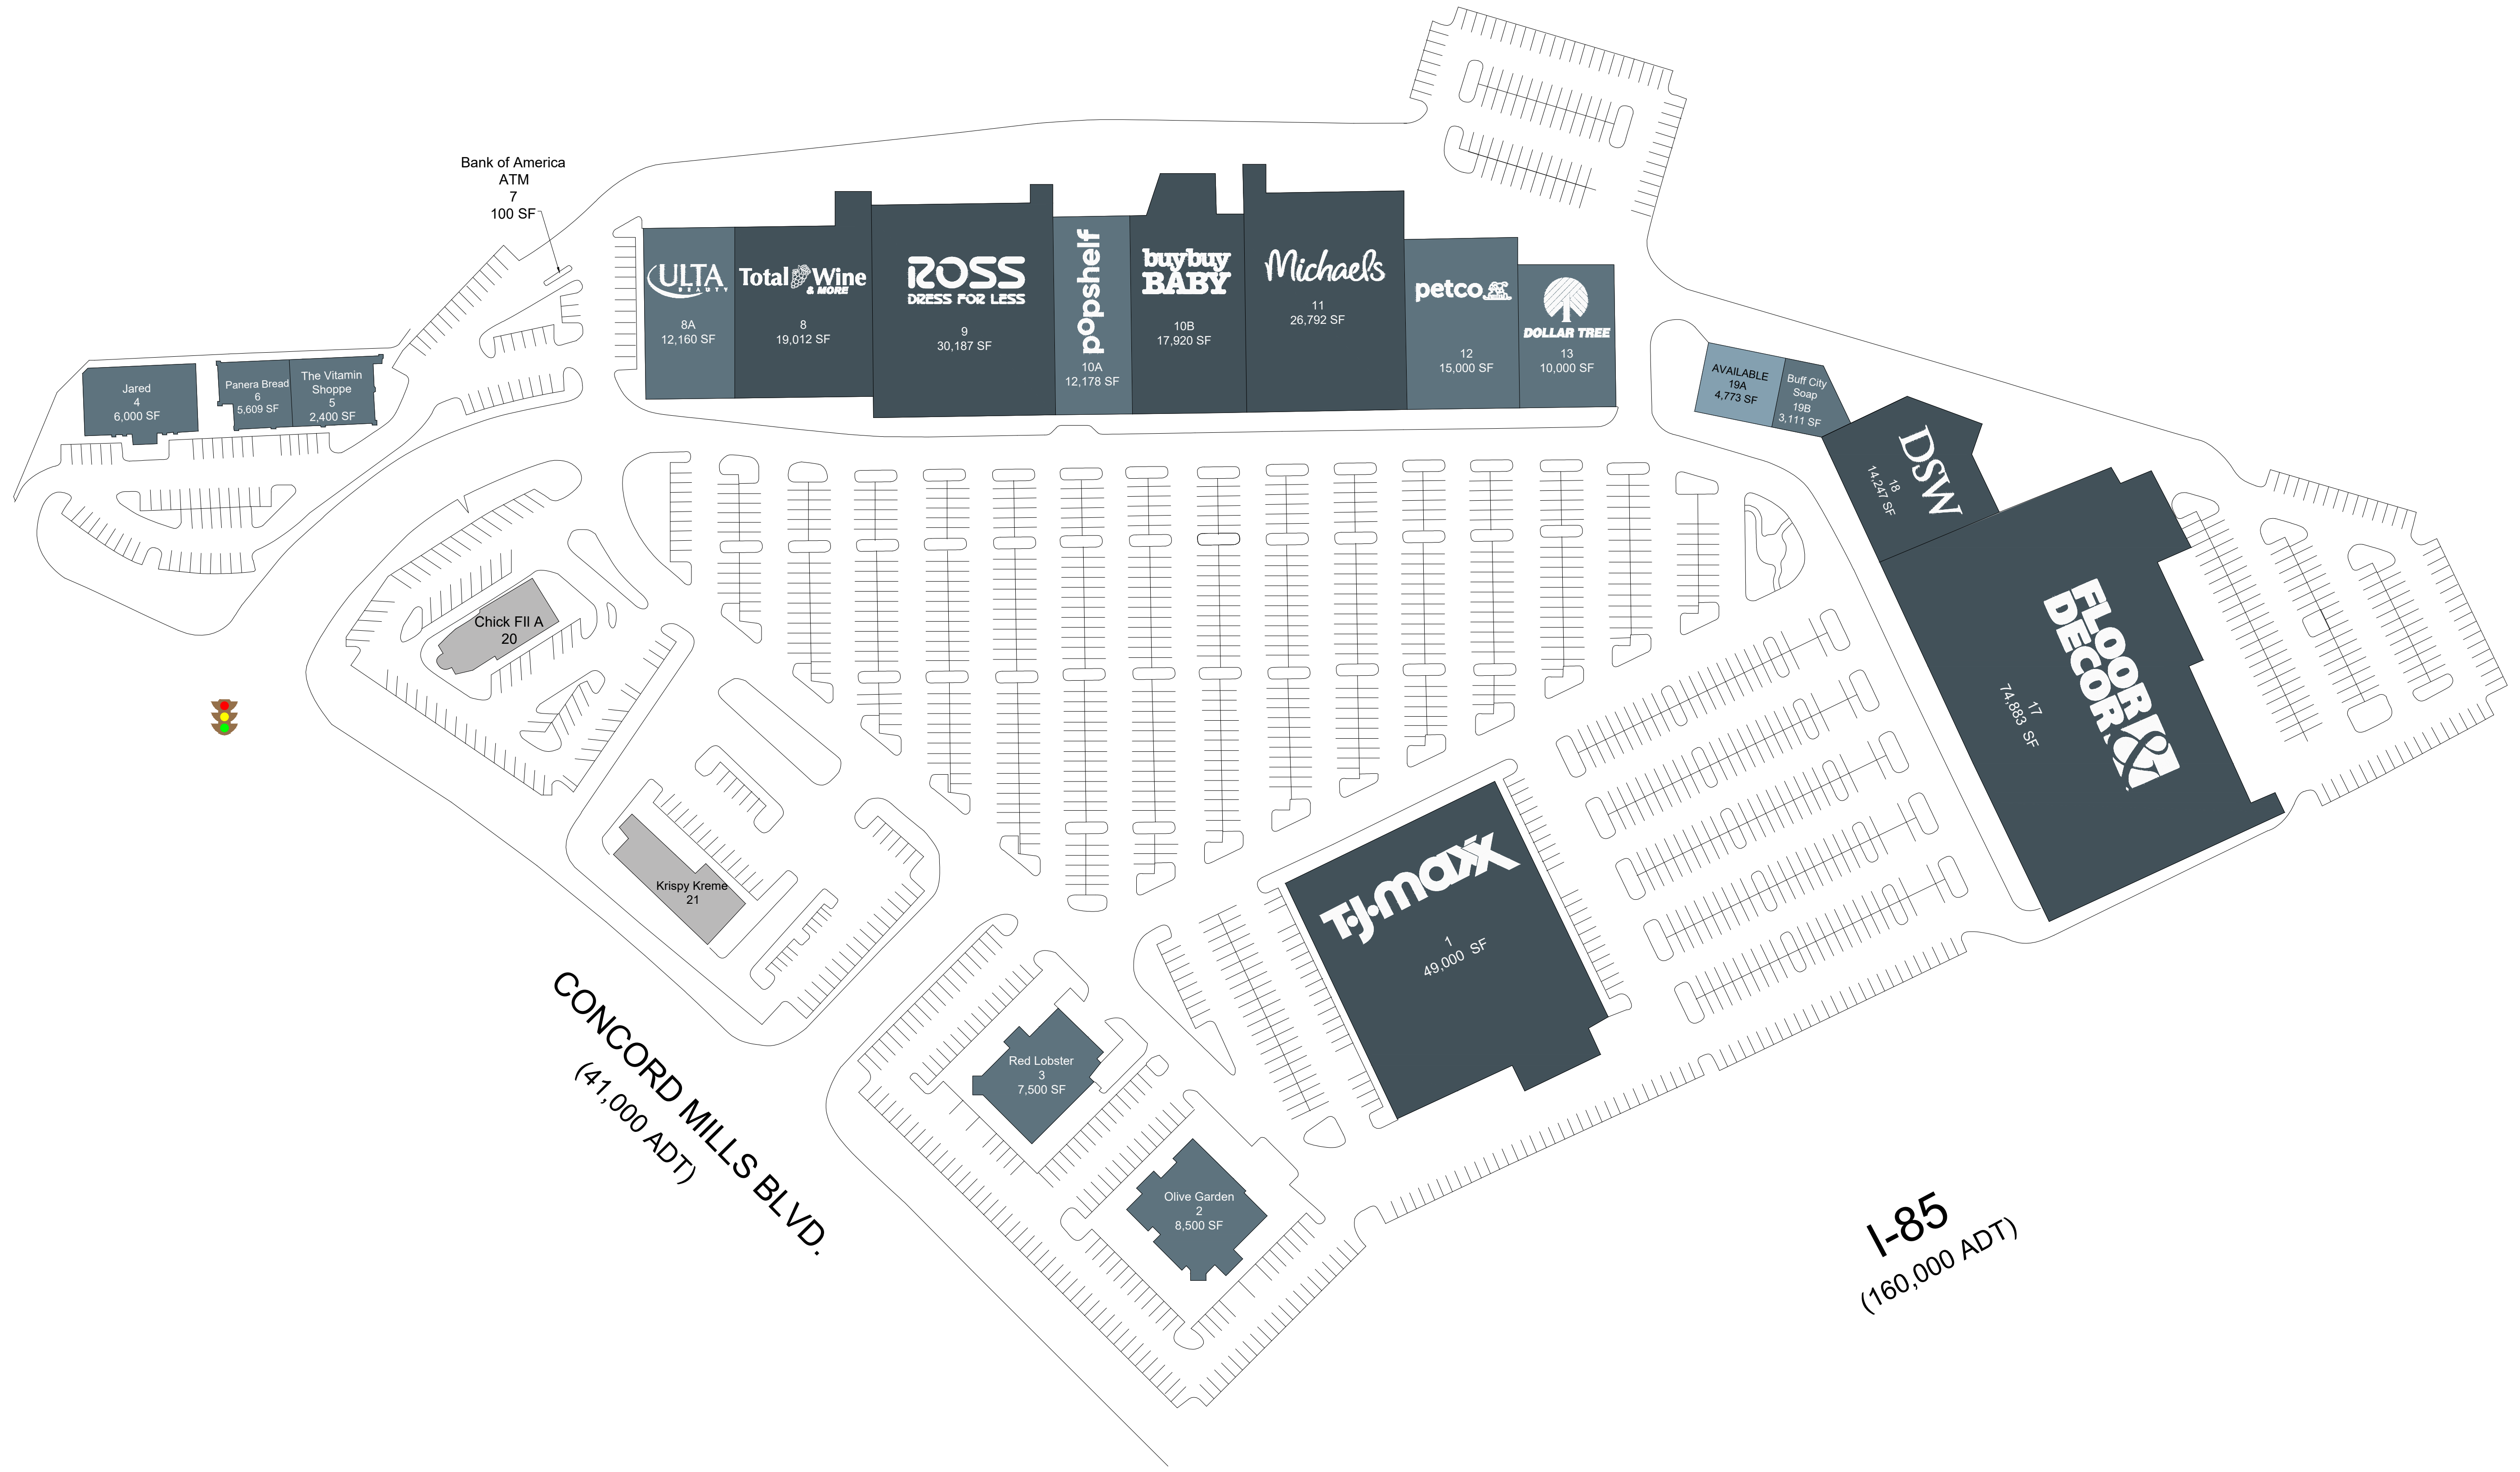 Bank of America
ATM
7
100 SF
Jared
4
6,000 SF
Panera Bread
6
5,609 SF
The Vitamin
Shoppe
5
2,400 SF
ULTA
BEAUTY
8A
12,160 SF
Total Wine
& MORE
8
19,012 SF
ROSS
DRESS FOR LESS
9
30,187 SF
popshelf
10A
12,178 SF
buybuy
BABY
10B
17,920 SF
Michaels
11
26,792 SF
petco
12
15,000 SF
DOLLAR TREE
13
10,000 SF
AVAILABLE
19A
4,773 SF
Buff City
Soap
19B
3,111 SF
DSW
18
14,247 SF
FLOOR &
DECOR
17
74,883 SF
Chick FIl A
20
Krispy Kreme
21
T·J·maxx
1
49,000 SF
Red Lobster
3
7,500 SF
Olive Garden
2
8,500 SF
CONCORD MILLS BLVD.
(41,000 ADT)
I-85
(160,000 ADT)